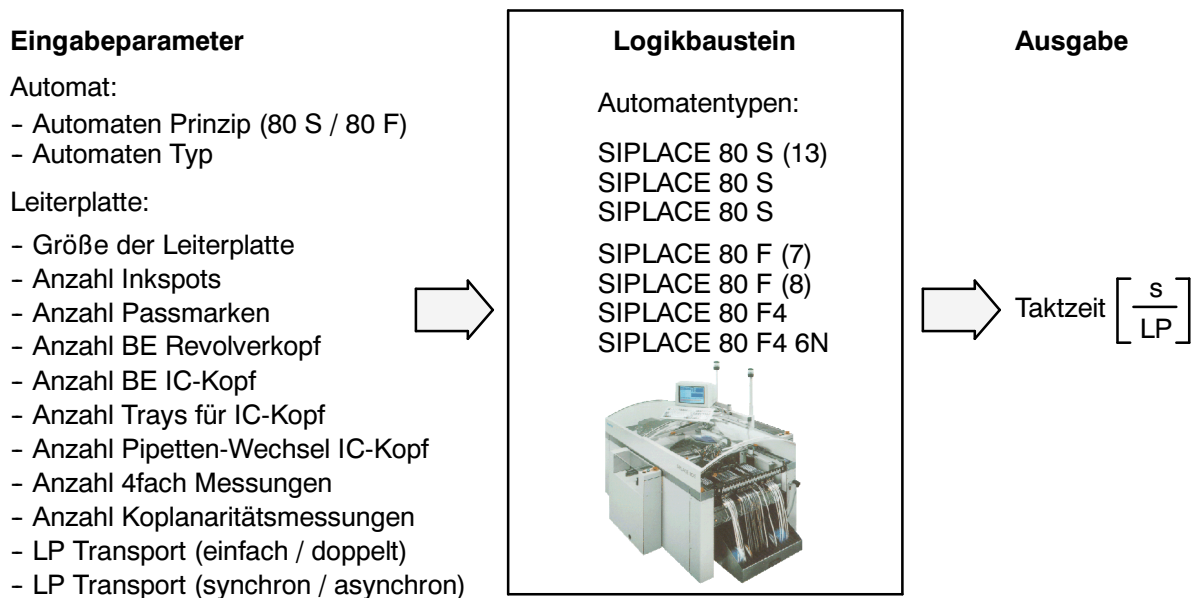 Eingabeparameter
Automat:
- Automaten Prinzip (80 S / 80 F)
- Automaten Typ
Leiterplatte:
- Größe der Leiterplatte
- Anzahl Inkspots
- Anzahl Passmarken
- Anzahl BE Revolverkopf
- Anzahl BE IC-Kopf
- Anzahl Trays für IC-Kopf
- Anzahl Pipetten-Wechsel IC-Kopf
- Anzahl 4fach Messungen
- Anzahl Koplanaritätsmessungen
- LP Transport (einfach / doppelt)
- LP Transport (synchron / asynchron)
Logikbaustein
Automatentypen:
SIPLACE 80 S (13)
SIPLACE 80 S
SIPLACE 80 S
SIPLACE 80 F (7)
SIPLACE 80 F (8)
SIPLACE 80 F4
SIPLACE 80 F4 6N
Ausgabe
Taktzeit [s / LP]